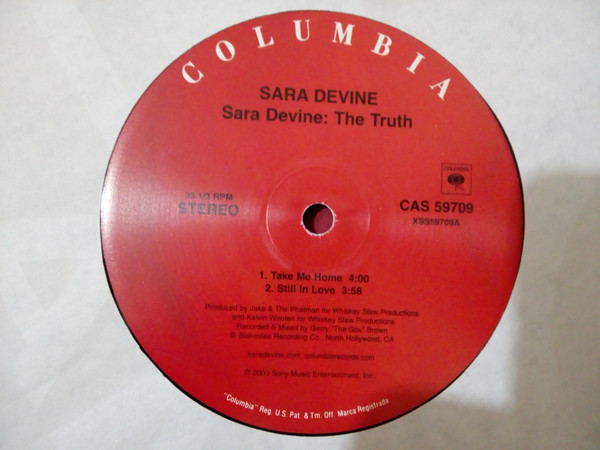 COLUMBIA
SARA DEVINE
Sara Devine: The Truth
COLUMBIA
33 1/3 RPM
STEREO
CAS 59709
XSS59709A
1. Take Me Home 4:00
2. Still In Love 3:58
Produced by Jake & The Phatman for Whiskey Slew Productions
and Kelvin Wooten for Whiskey Slew Productions
Recorded & Mixed by Gerry "The Gov" Brown
@ Blakeslee Recording Co., North Hollywood, CA
saradevine.com, columbiarecords.com
© 2003 Sony Music Entertainment, Inc.
"Columbia" Reg. U.S. Pat. & Tm. Off. Marca Registrada.